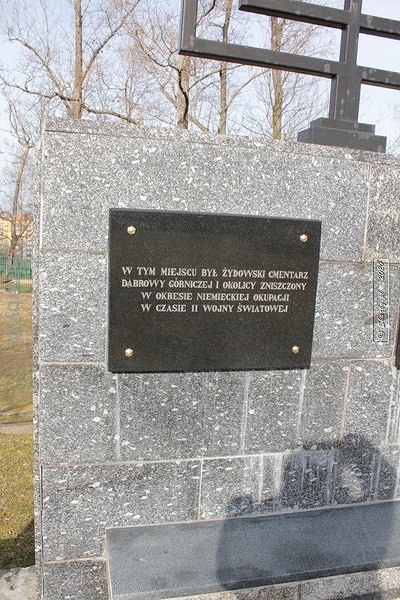 W TYM MIEJSCU BYŁ ŻYDOWSKI CMENTARZ
DĄBROWY GÓRNICZEJ I OKOLICY ZNISZCZONY
W OKRESIE NIEMIECKIEJ OKUPACJI
W CZASIE II WOJNY ŚWIATOWEJ